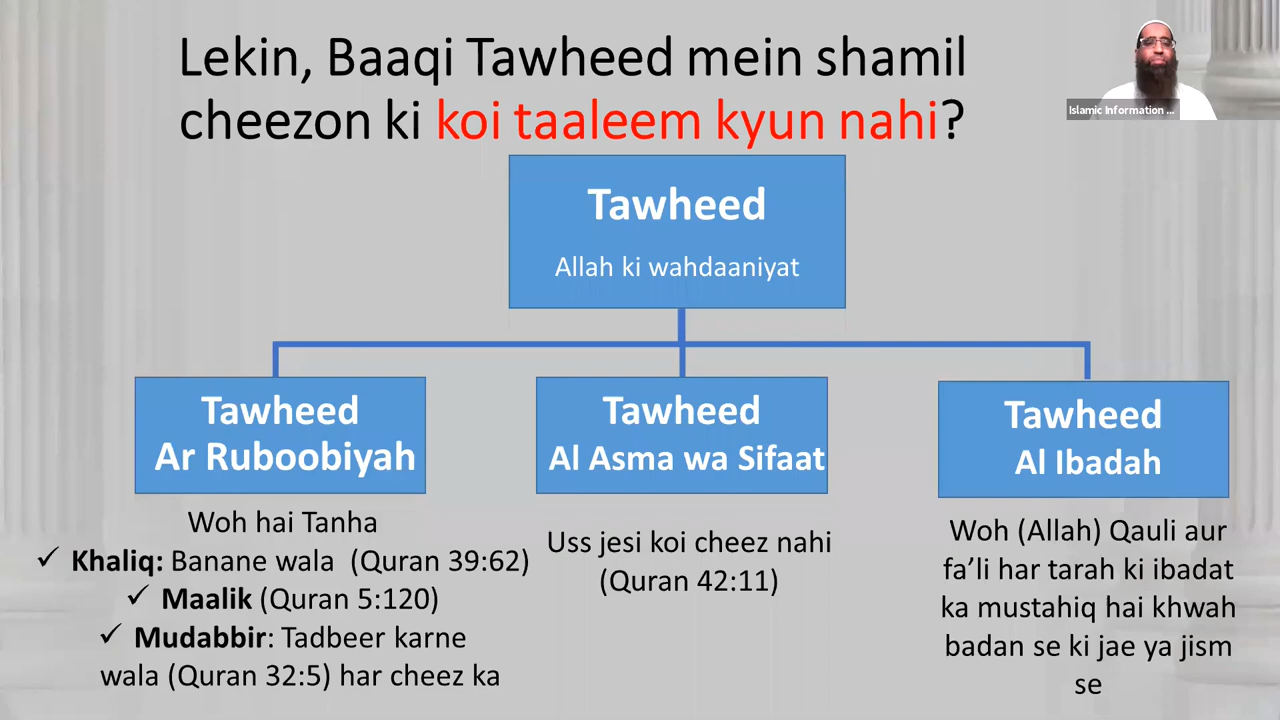 Lekin, Baaqi Tawheed mein shamil
cheezon ki koi taaleem kyun nahi?
Islamic Information ...
Tawheed
Allah ki wahdaaniyat
Tawheed
Ar Ruboobiyah
Woh hai Tanha
✓ Khaliq: Banane wala (Quran 39:62)
✓ Maalik (Quran 5:120)
✓ Mudabbir: Tadbeer karne
wala (Quran 32:5) har cheez ka
Tawheed
Al Asma wa Sifaat
Uss jesi koi cheez nahi
(Quran 42:11)
Tawheed
Al Ibadah
Woh (Allah) Qauli aur
fa’li har tarah ki ibadat
ka mustahiq hai khwah
badan se ki jae ya jism
se